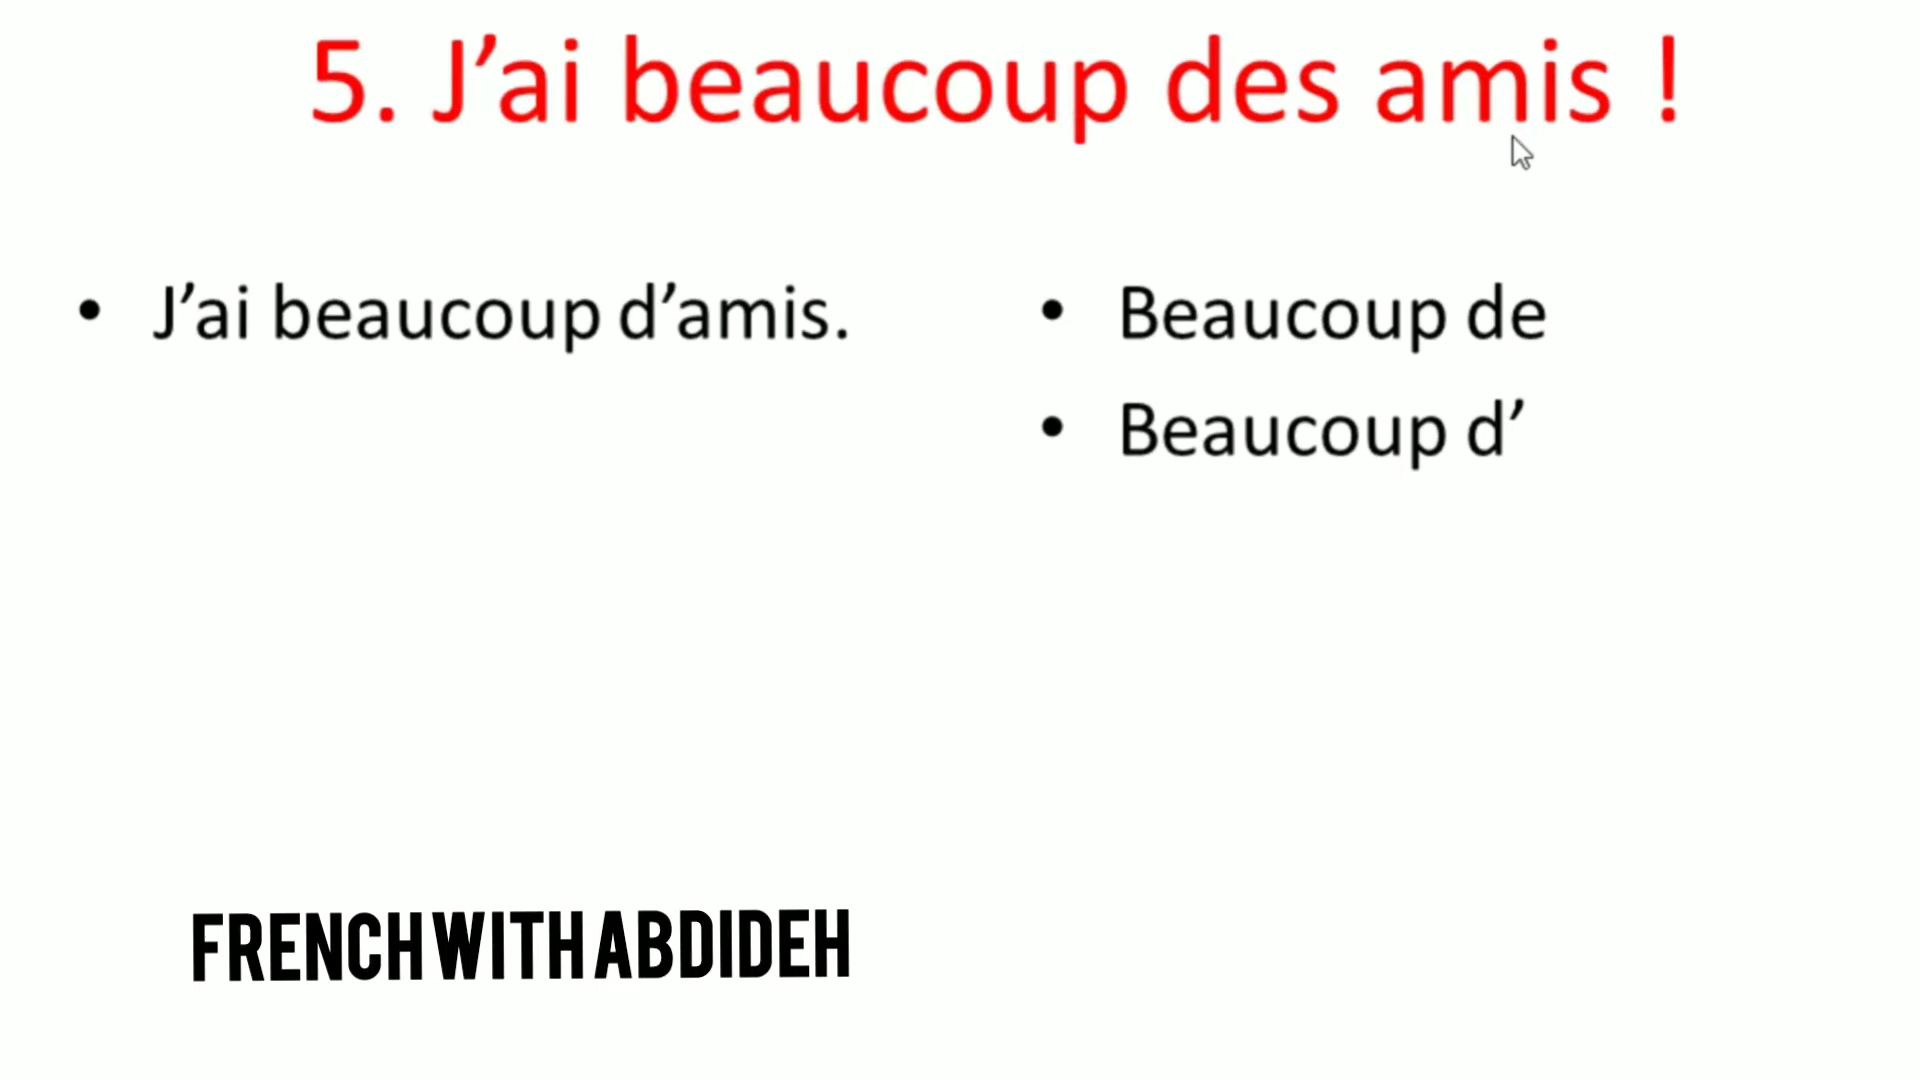 5. J’ai beaucoup des amis !
• J’ai beaucoup d’amis.
• Beaucoup de
• Beaucoup d’
FRENCH WITH ABDIDEH